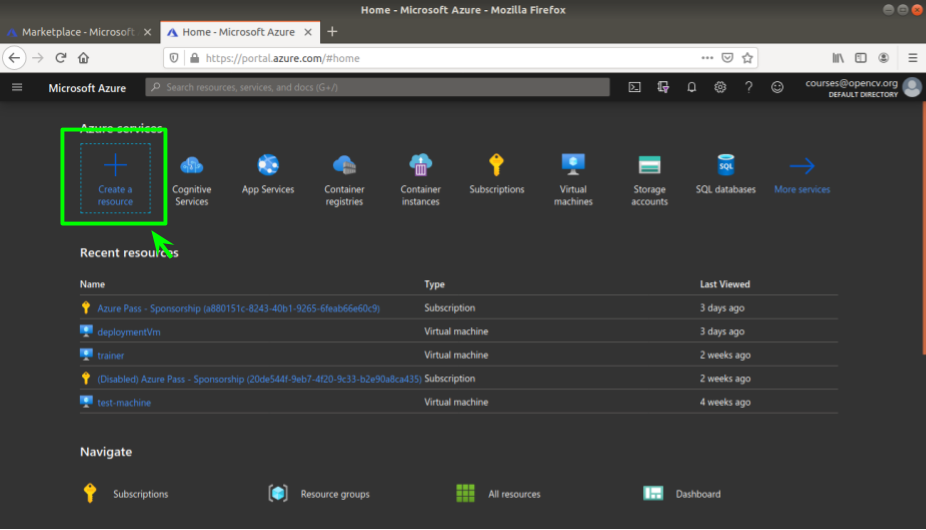 Home - Microsoft Azure - Mozilla Firefox
Marketplace - Microsoft
Home - Microsoft Azure
https://portal.azure.com/#home
Microsoft Azure
Search resources, services, and docs (G+/)
courses@opencv.org
DEFAULT DIRECTORY
Azure services
Create a
resource
Cognitive
Services
App Services
Container
registries
Container
instances
Subscriptions
Virtual
machines
Storage
accounts
SQL
SQL databases
More services
Recent resources
Name Type Last Viewed
Azure Pass - Sponsorship (a880151c-8243-40b1-9265-6feab66e60c9) Subscription 3 days ago
deploymentVm Virtual machine 3 days ago
trainer Virtual machine 2 weeks ago
(Disabled) Azure Pass - Sponsorship (20de544f-9eb7-4f20-9c33-b2e90a8ca435) Subscription 2 weeks ago
test-machine Virtual machine 4 weeks ago
Navigate
Subscriptions Resource groups All resources Dashboard